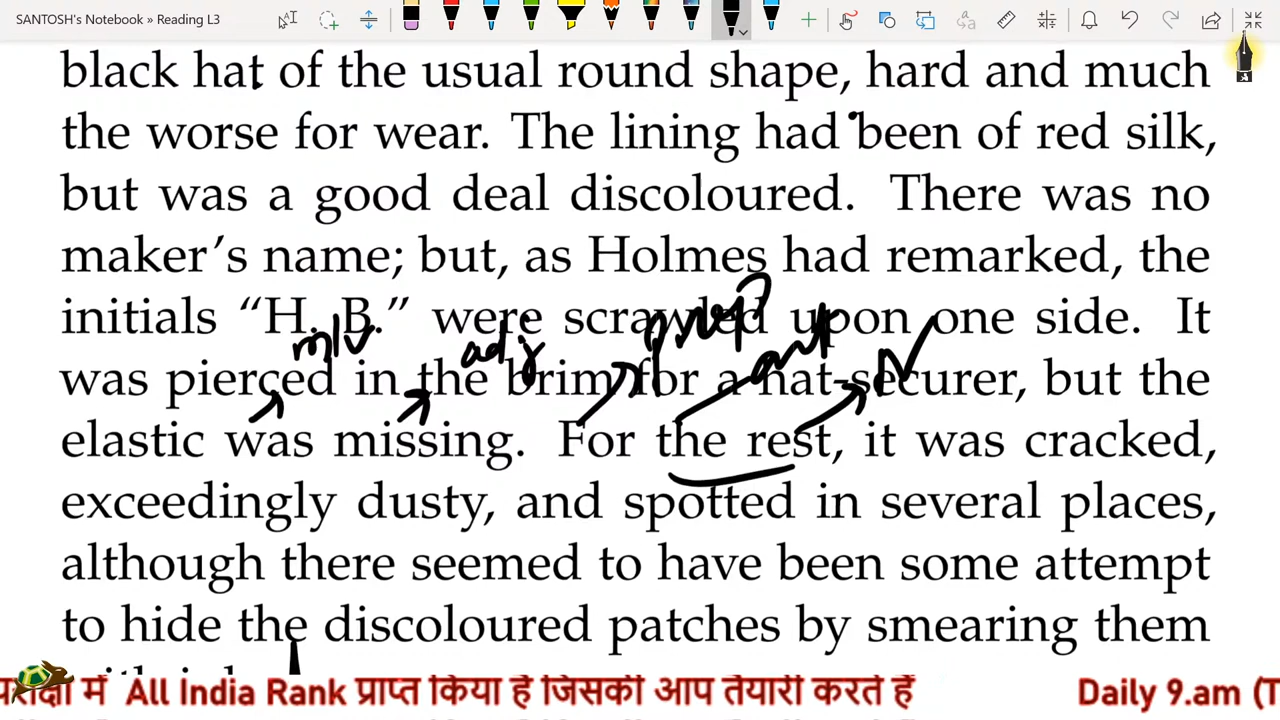 SANTOSH's Notebook » Reading L3
black hat of the usual round shape, hard and much
the worse for wear. The lining had been of red silk,
but was a good deal discoloured. There was no
maker's name; but, as Holmes had remarked, the
initials “H. B.” were scrawled upon one side. It
mlv adj prep art N
was pierced in the brim for a hat-securer, but the
elastic was missing. For the rest, it was cracked,
exceedingly dusty, and spotted in several places,
although there seemed to have been some attempt
to hide the discoloured patches by smearing them
में All India Rank प्राप्त किया है जिसकी आप तैयारी करते हैं
Daily 9.am (T